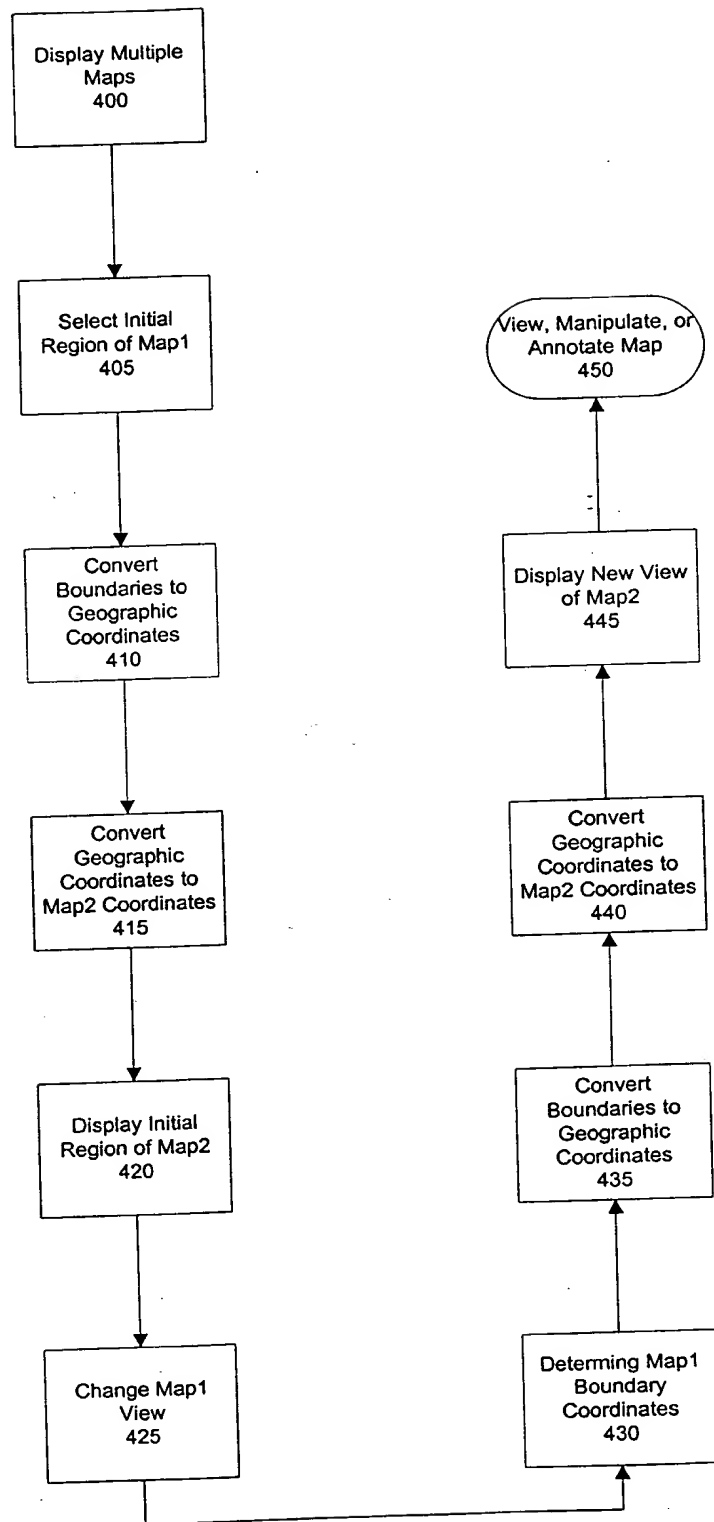 Display Multiple
Maps
400
Select Initial
Region of Map1
405
Convert
Boundaries to
Geographic
Coordinates
410
Convert
Geographic
Coordinates to
Map2 Coordinates
415
Display Initial
Region of Map2
420
Change Map1
View
425
Determing Map1
Boundary
Coordinates
430
Convert
Boundaries to
Geographic
Coordinates
435
Convert
Geographic
Coordinates to
Map2 Coordinates
440
Display New View
of Map2
445
View, Manipulate, or
Annotate Map
450